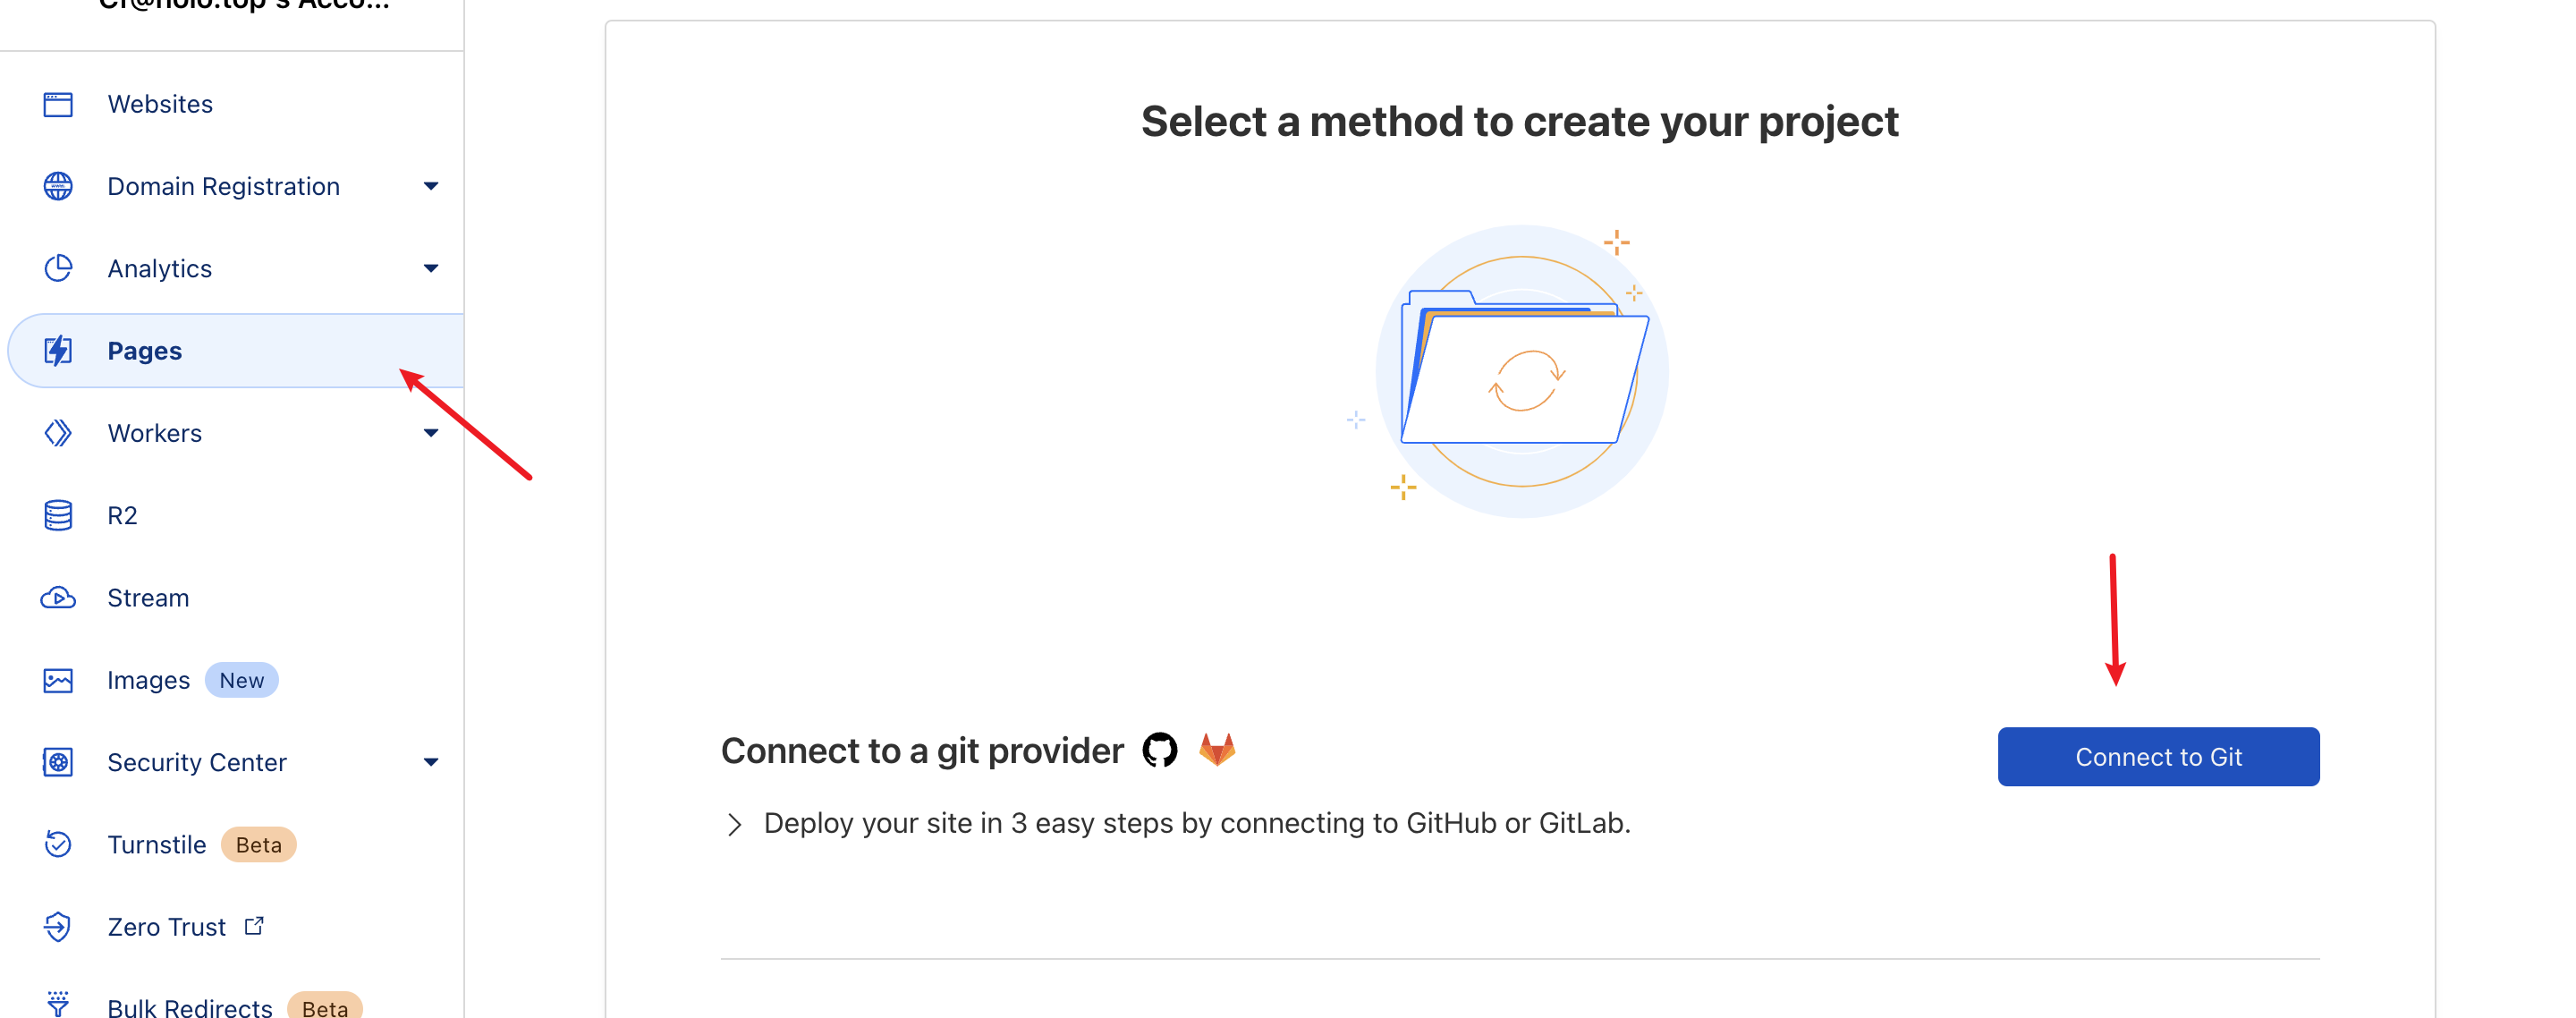 Websites
Domain Registration
Analytics
Pages
Workers
R2
Stream
Images New
Security Center
Turnstile Beta
Zero Trust
Bulk Redirects Beta
Select a method to create your project
Connect to a git provider
Connect to Git
Deploy your site in 3 easy steps by connecting to GitHub or GitLab.